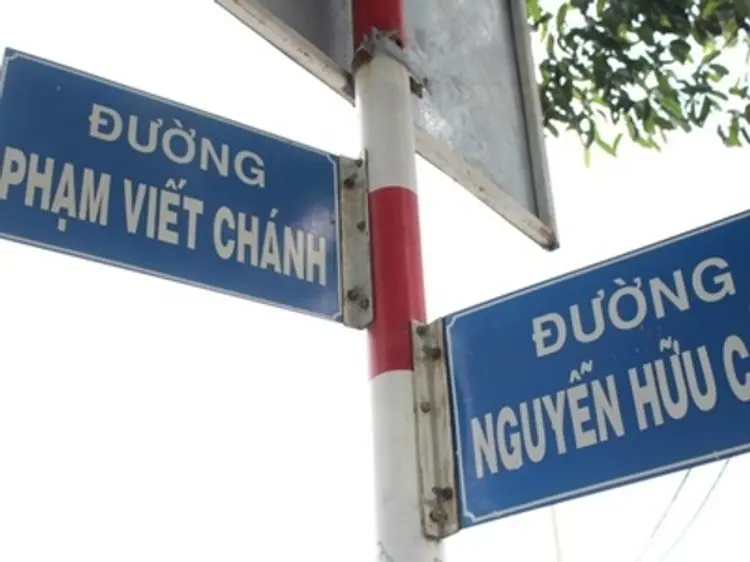 ĐƯỜNG
PHẠM VIẾT CHÁNH
ĐƯỜNG
NGUYỄN HỮU